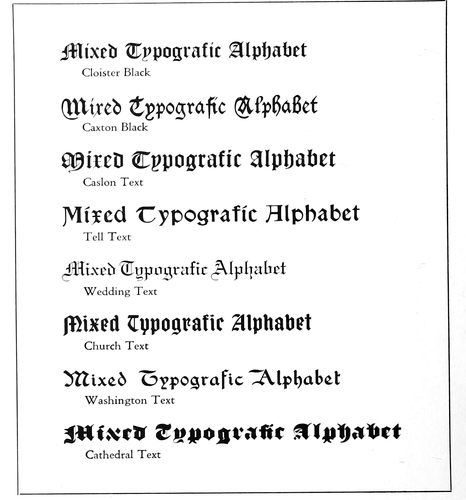 Mixed Typografic Alphabet
Cloister Black
Mixed Typografic Alphabet
Caxton Black
Mixed Typografic Alphabet
Caslon Text
Mixed Typografic Alphabet
Tell Text
Mixed Typografic Alphabet
Wedding Text
Mixed Typografic Alphabet
Church Text
Mixed Typografic Alphabet
Washington Text
Mixed Typografic Alphabet
Cathedral Text